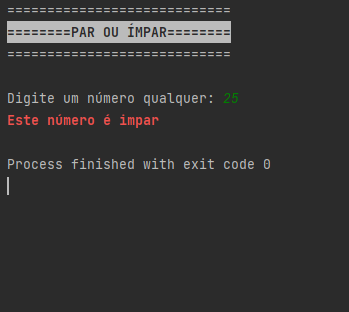 ============================
========PAR OU ÍMPAR========
============================
Digite um número qualquer: 25
Este número é impar
Process finished with exit code 0